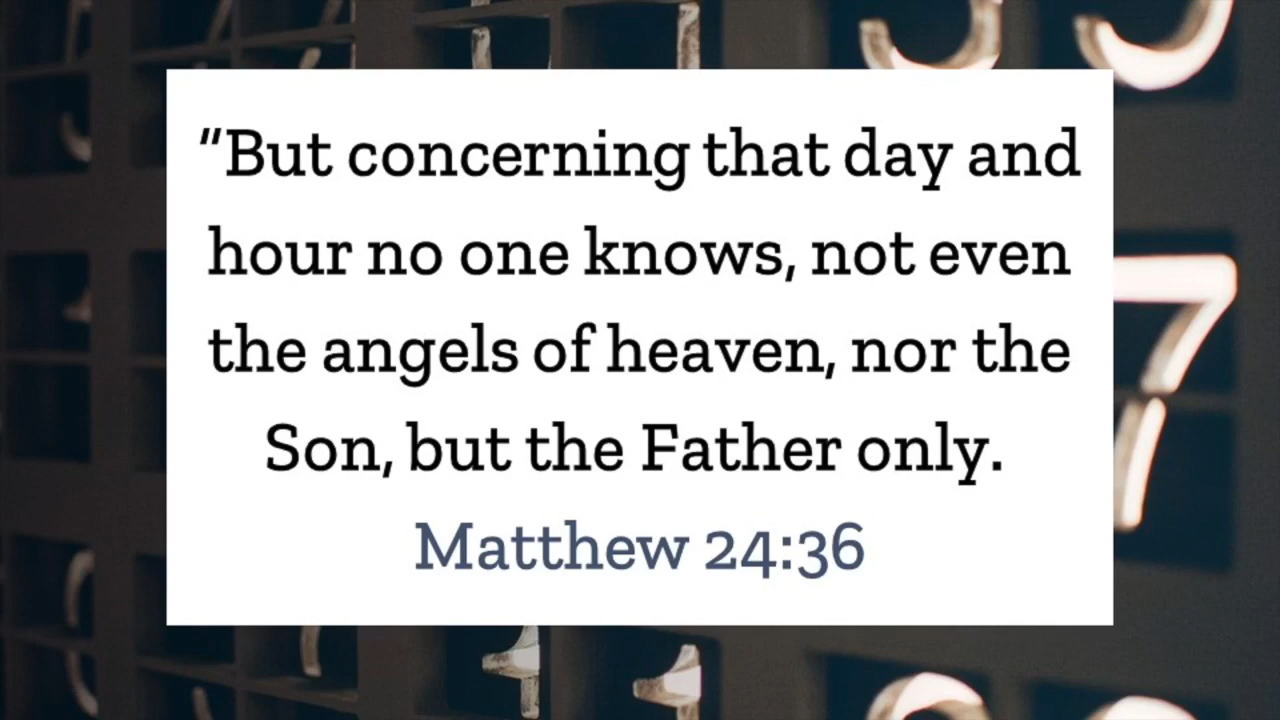 “But concerning that day and
hour no one knows, not even
the angels of heaven, nor the
Son, but the Father only.
Matthew 24:36
7